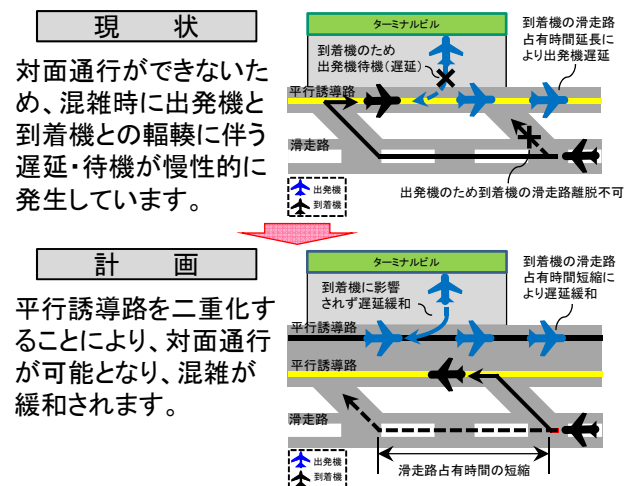 現　状
対面通行ができないた
め、混雑時に出発機と
到着機との輻輳に伴う
遅延・待機が慢性的に
発生しています。
ターミナルビル
到着機のため
出発機待機(遅延)
到着機の滑走路
占有時間延長に
より出発機遅延
平行誘導路
滑走路
出発機
到着機
出発機のため到着機の滑走路離脱不可
計　画
平行誘導路を二重化す
ることにより、対面通行
が可能となり、混雑が
緩和されます。
ターミナルビル
到着機に影響
されず遅延緩和
到着機の滑走路
占有時間短縮に
より遅延緩和
平行誘導路
平行誘導路
滑走路
出発機
到着機
滑走路占有時間の短縮